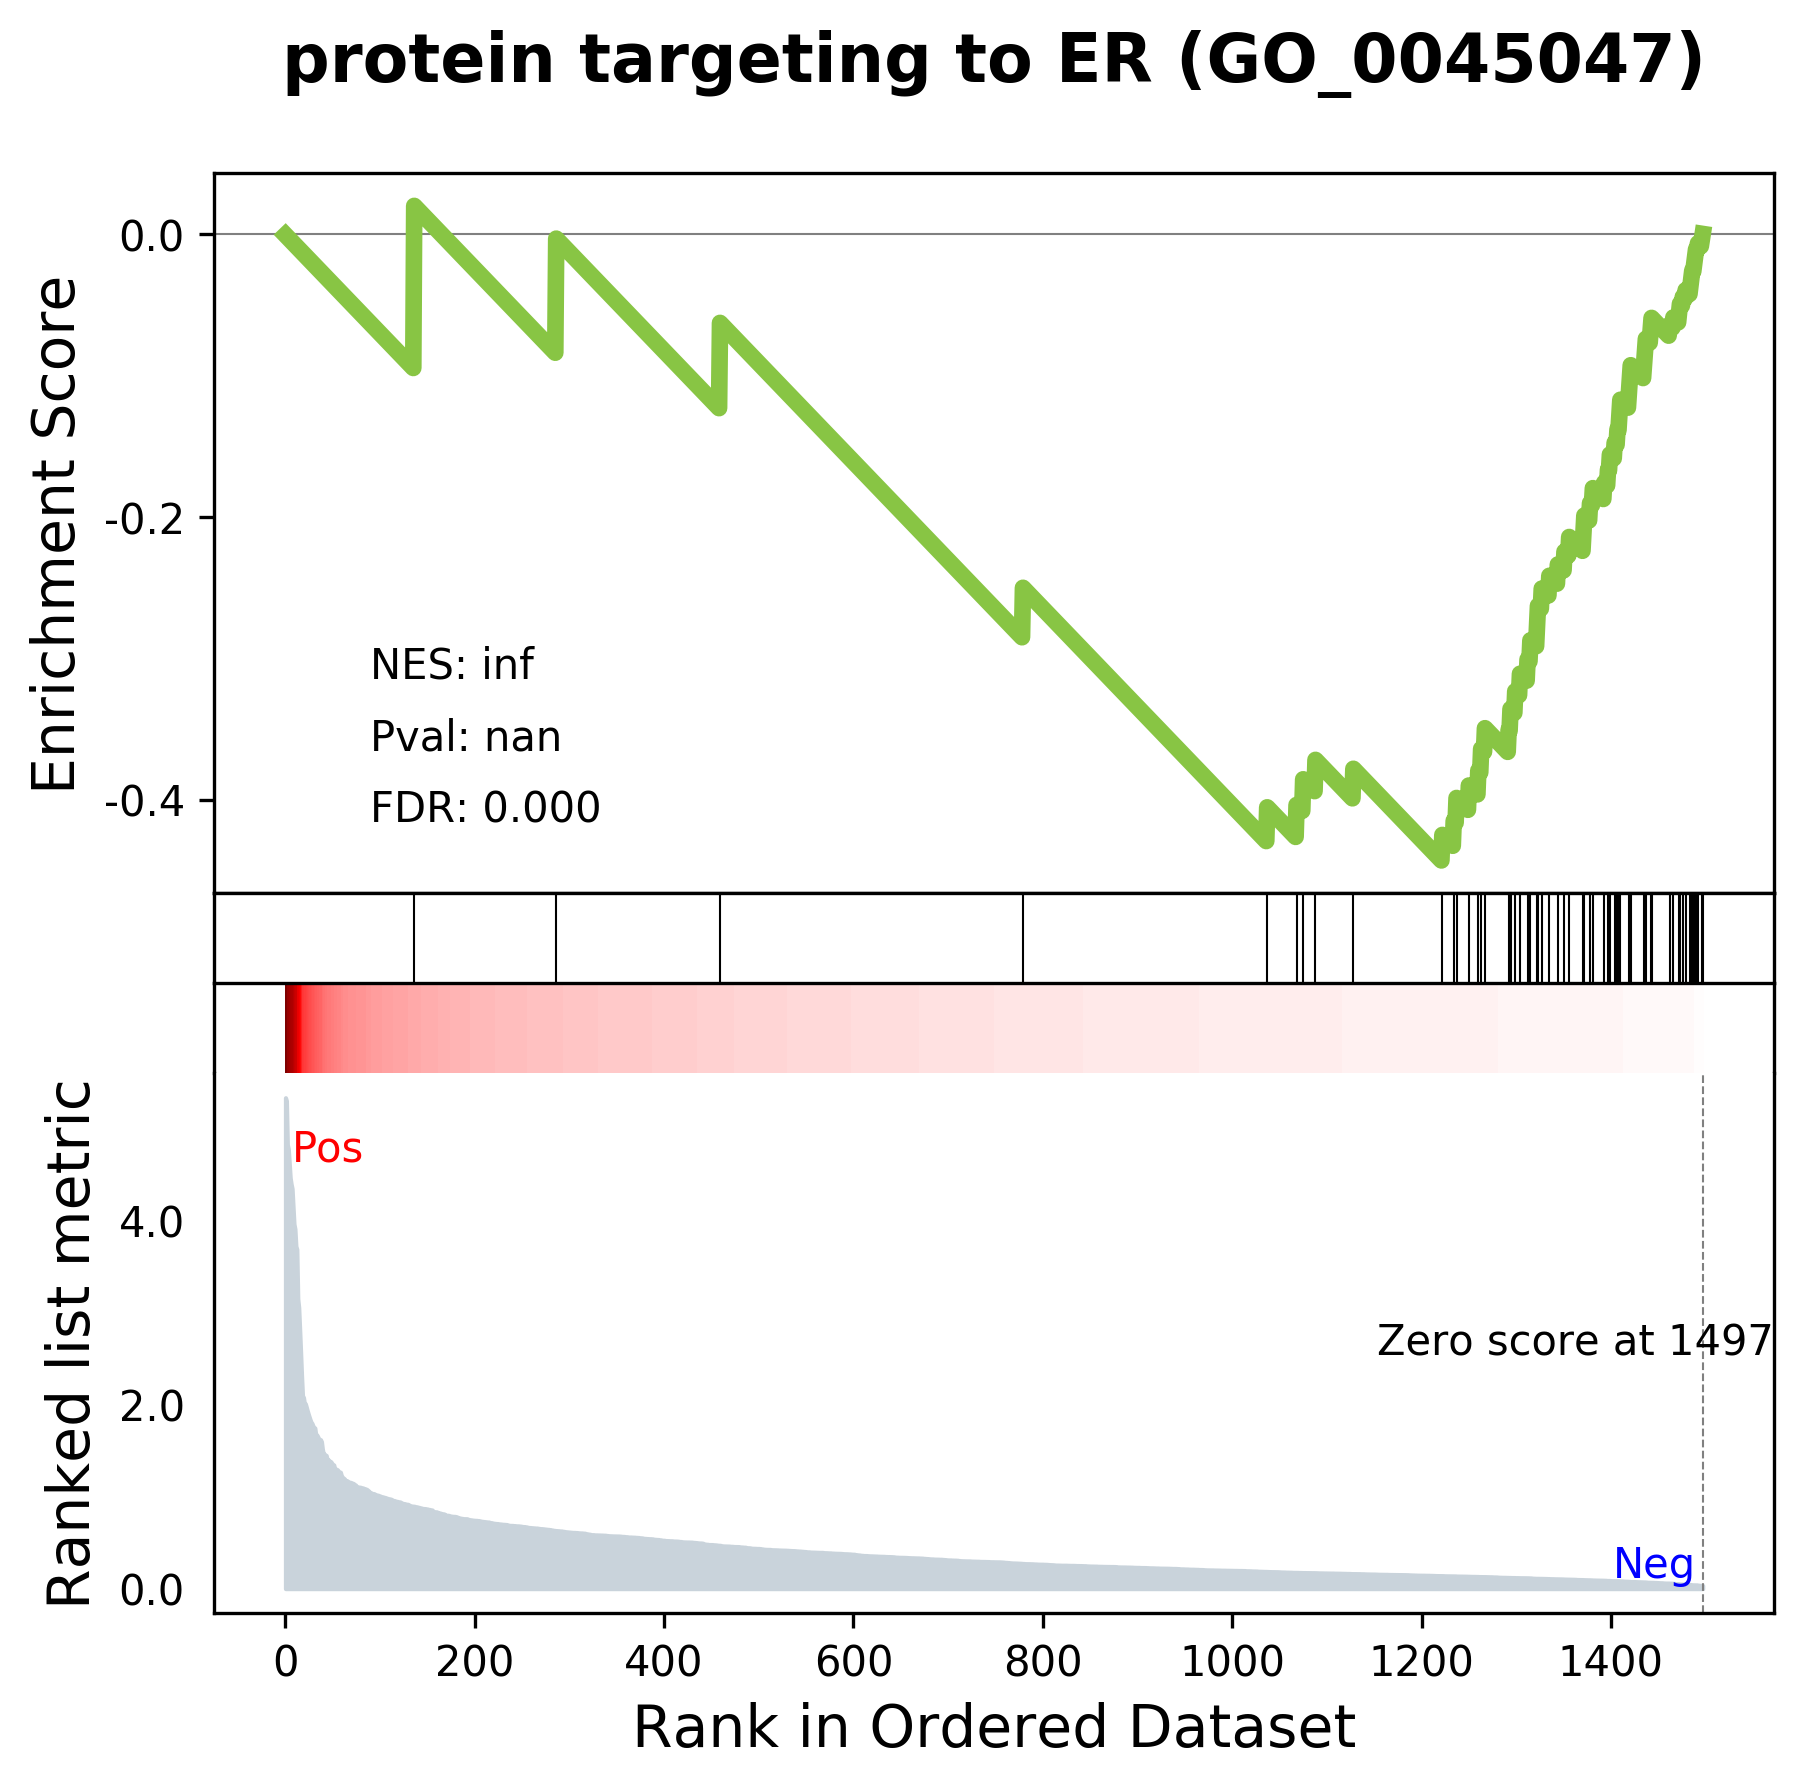 protein targeting to ER (GO_0045047)
Enrichment Score
0.0
-0.2
-0.4
NES: inf
Pval: nan
FDR: 0.000
Ranked list metric
Pos
4.0
2.0
0.0
Zero score at 1497
Neg
0 200 400 600 800 1000 1200 1400
Rank in Ordered Dataset